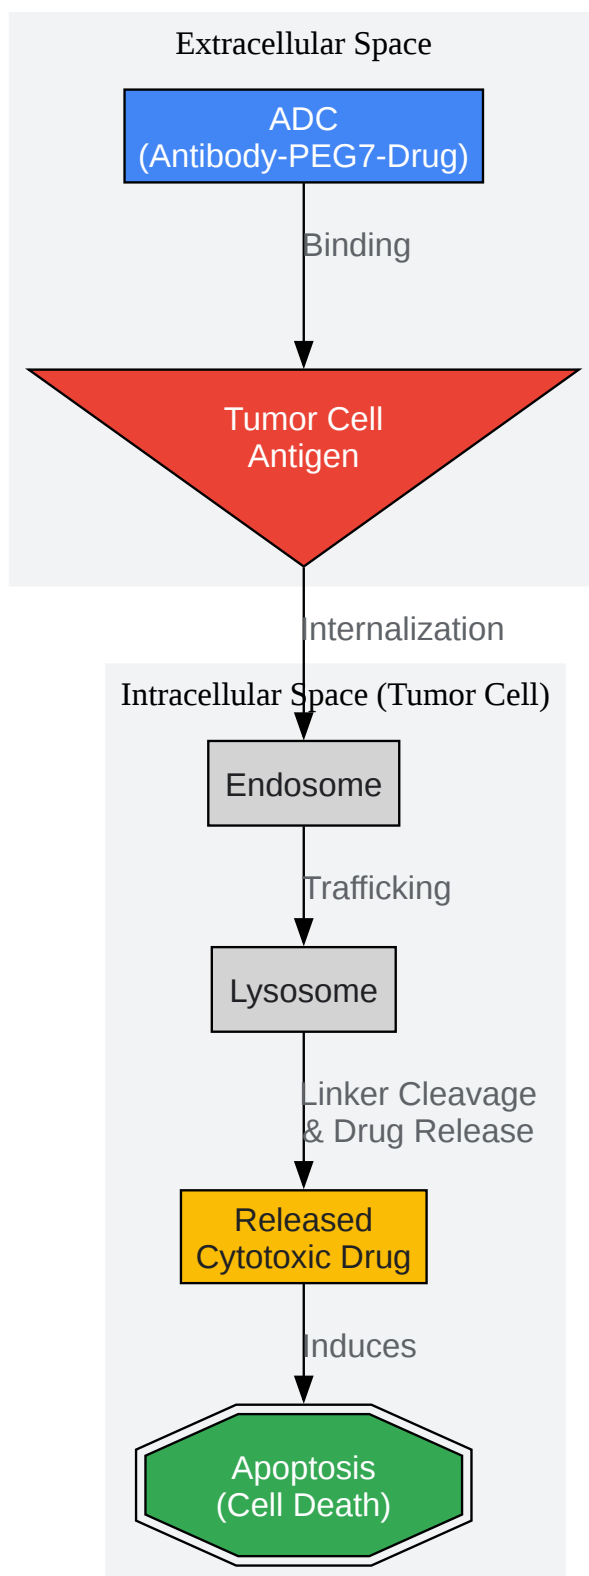 Extracellular Space
ADC
(Antibody-PEG7-Drug)
Binding
Tumor Cell
Antigen
Internalization
Intracellular Space (Tumor Cell)
Endosome
Trafficking
Lysosome
Linker Cleavage
& Drug Release
Released
Cytotoxic Drug
Induces
Apoptosis
(Cell Death)